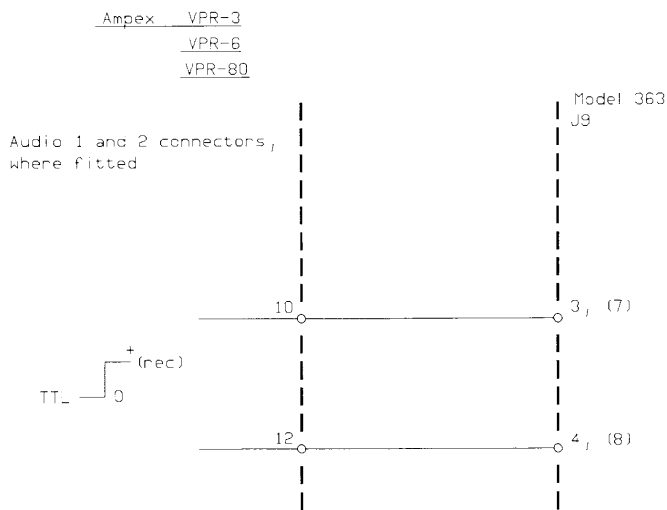 Ampex VPR-3
VPR-6
VPR-80
Model 363
J9
Audio 1 and 2 connectors,
where fitted
10
3, (7)
+
(rec)
TTL
0
12
4, (8)